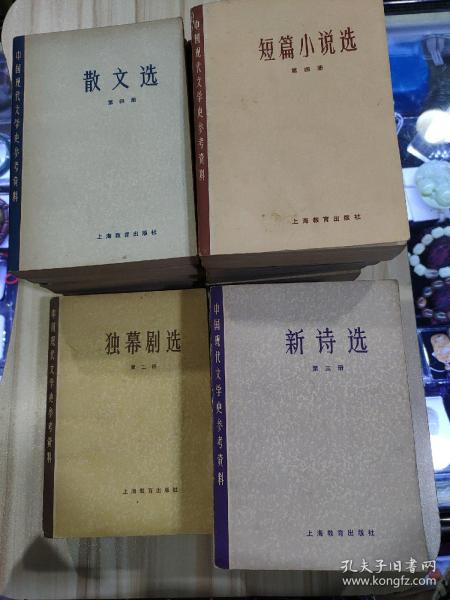 中国现代文学史参考资料
散文选
第四册
上海教育出版社
中国现代文学史参考资料
短篇小说选
第四册
上海教育出版社
中国现代文学史参考资料
独幕剧选
第二册
上海教育出版社
中国现代文学史参考资料
新诗选
第三册
上海教育出版社
孔夫子旧书网
www.kongfz.com